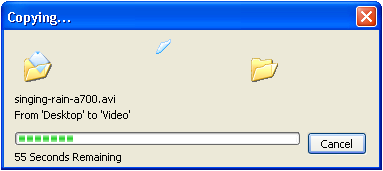 Copying...
singing-rain-a700.avi
From 'Desktop' to 'Video'
Cancel
55 Seconds Remaining